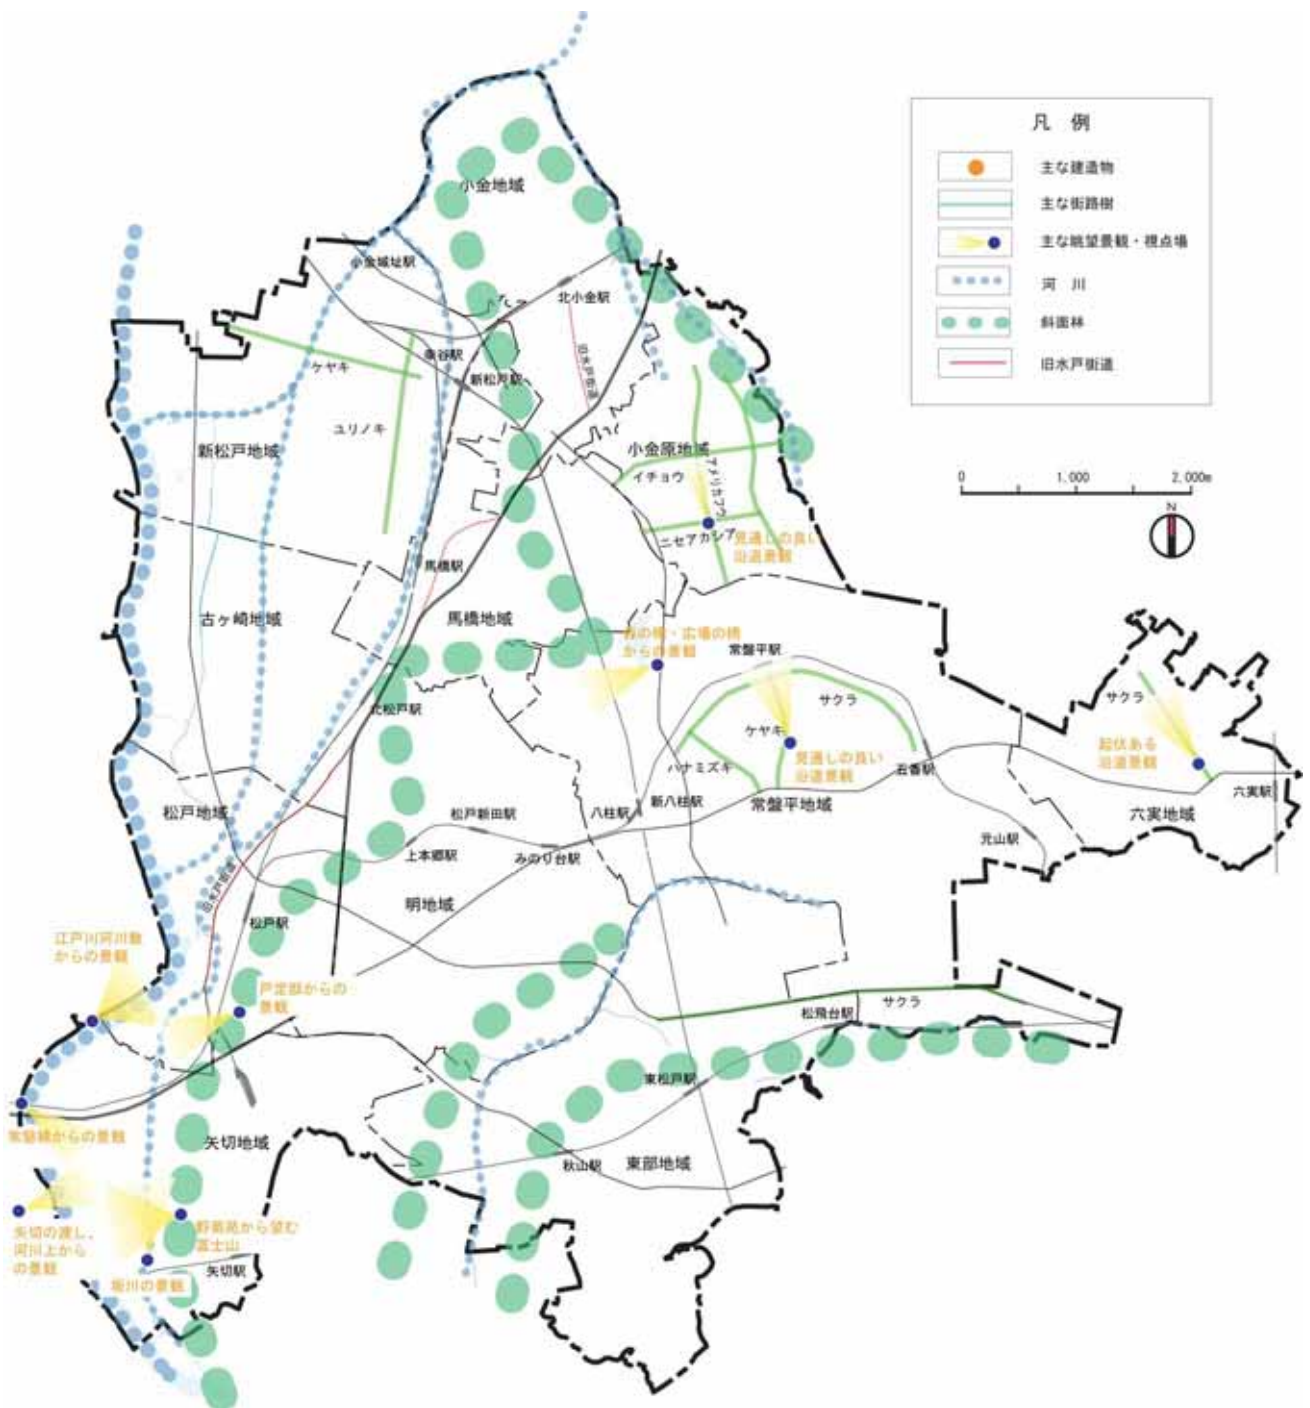 凡 例
主な建造物
主な街路樹
主な眺望景観・視点場
河 川
斜面林
旧水戸街道
0
1,000
2,000m
N
小金地域
小金城址駅
北小金駅
旧水戸街道
幸谷駅
新松戸駅
ケヤキ
ユリノキ
新松戸地域
小金原地域
イチョウ
アメリカフウ
ニセアカシア
見通しの良い
沿道景観
馬橋駅
古ヶ崎地域
馬橋地域
森の橋・広場の橋
からの景観
常盤平駅
サクラ
ケヤキ
ハナミズキ
見通しの良い
沿道景観
五香駅
サクラ
起伏ある
沿道景観
六実駅
六実地域
北松戸駅
松戸地域
松戸新田駅
八柱駅
新八柱駅
常盤平地域
元山駅
上本郷駅
みのり台駅
旧水戸街道
明地域
松戸駅
江戸川河川敷
からの景観
戸定邸からの
景観
サクラ
松飛台駅
東松戸駅
常磐線からの景観
矢切地域
秋山駅
東部地域
矢切の渡し、
河川上から
の景観
野菊苑から望む
富士山
矢切駅
坂川の景観